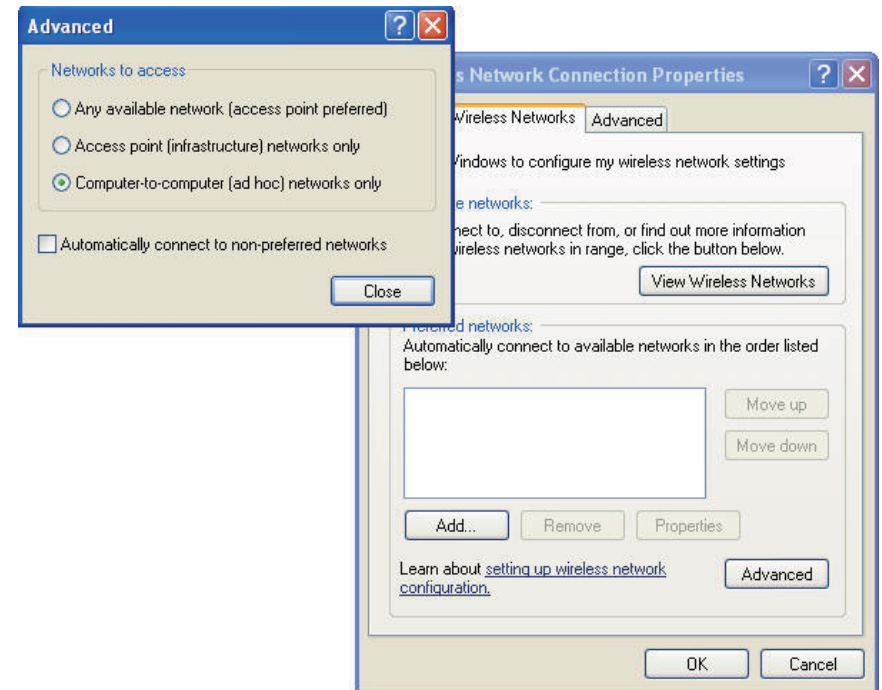 Advanced
Networks to access
Any available network (access point preferred)
Access point (infrastructure) networks only
Computer-to-computer (ad hoc) networks only
Automatically connect to non-preferred networks
Close
s Network Connection Properties
Wireless Networks
Advanced
Windows to configure my wireless network settings
e networks:
nect to, disconnect from, or find out more information
wireless networks in range, click the button below.
View Wireless Networks
Preferred networks:
Automatically connect to available networks in the order listed
below:
Move up
Move down
Add...
Remove
Properties
Learn about setting up wireless network
configuration.
Advanced
OK
Cancel